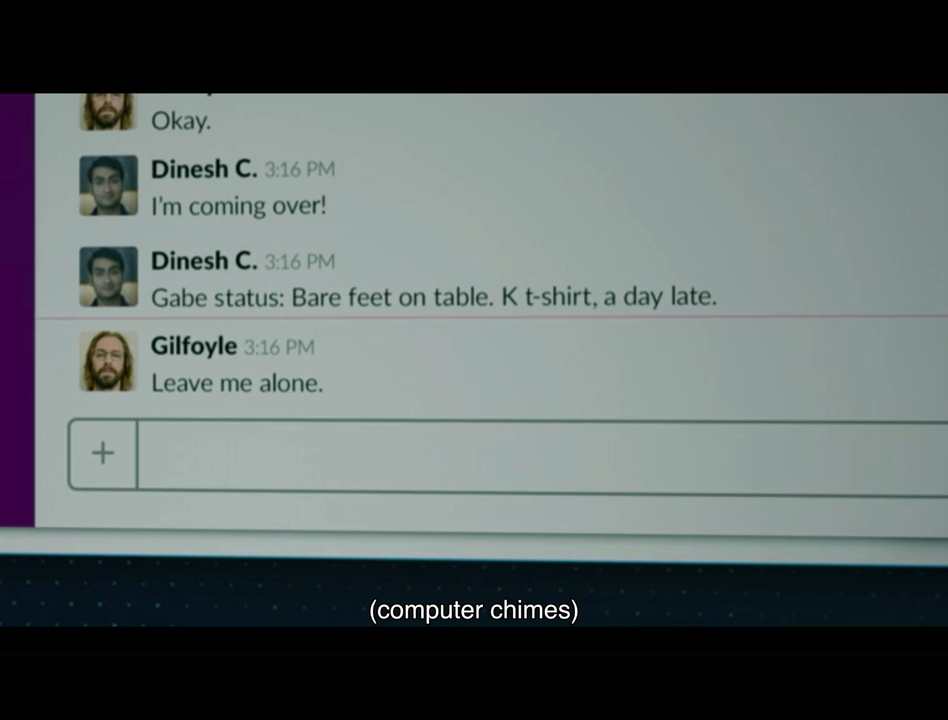 Okay.
Dinesh C. 3:16 PM
I'm coming over!
Dinesh C. 3:16 PM
Gabe status: Bare feet on table. K t-shirt, a day late.
Gilfoyle 3:16 PM
Leave me alone.
+
(computer chimes)